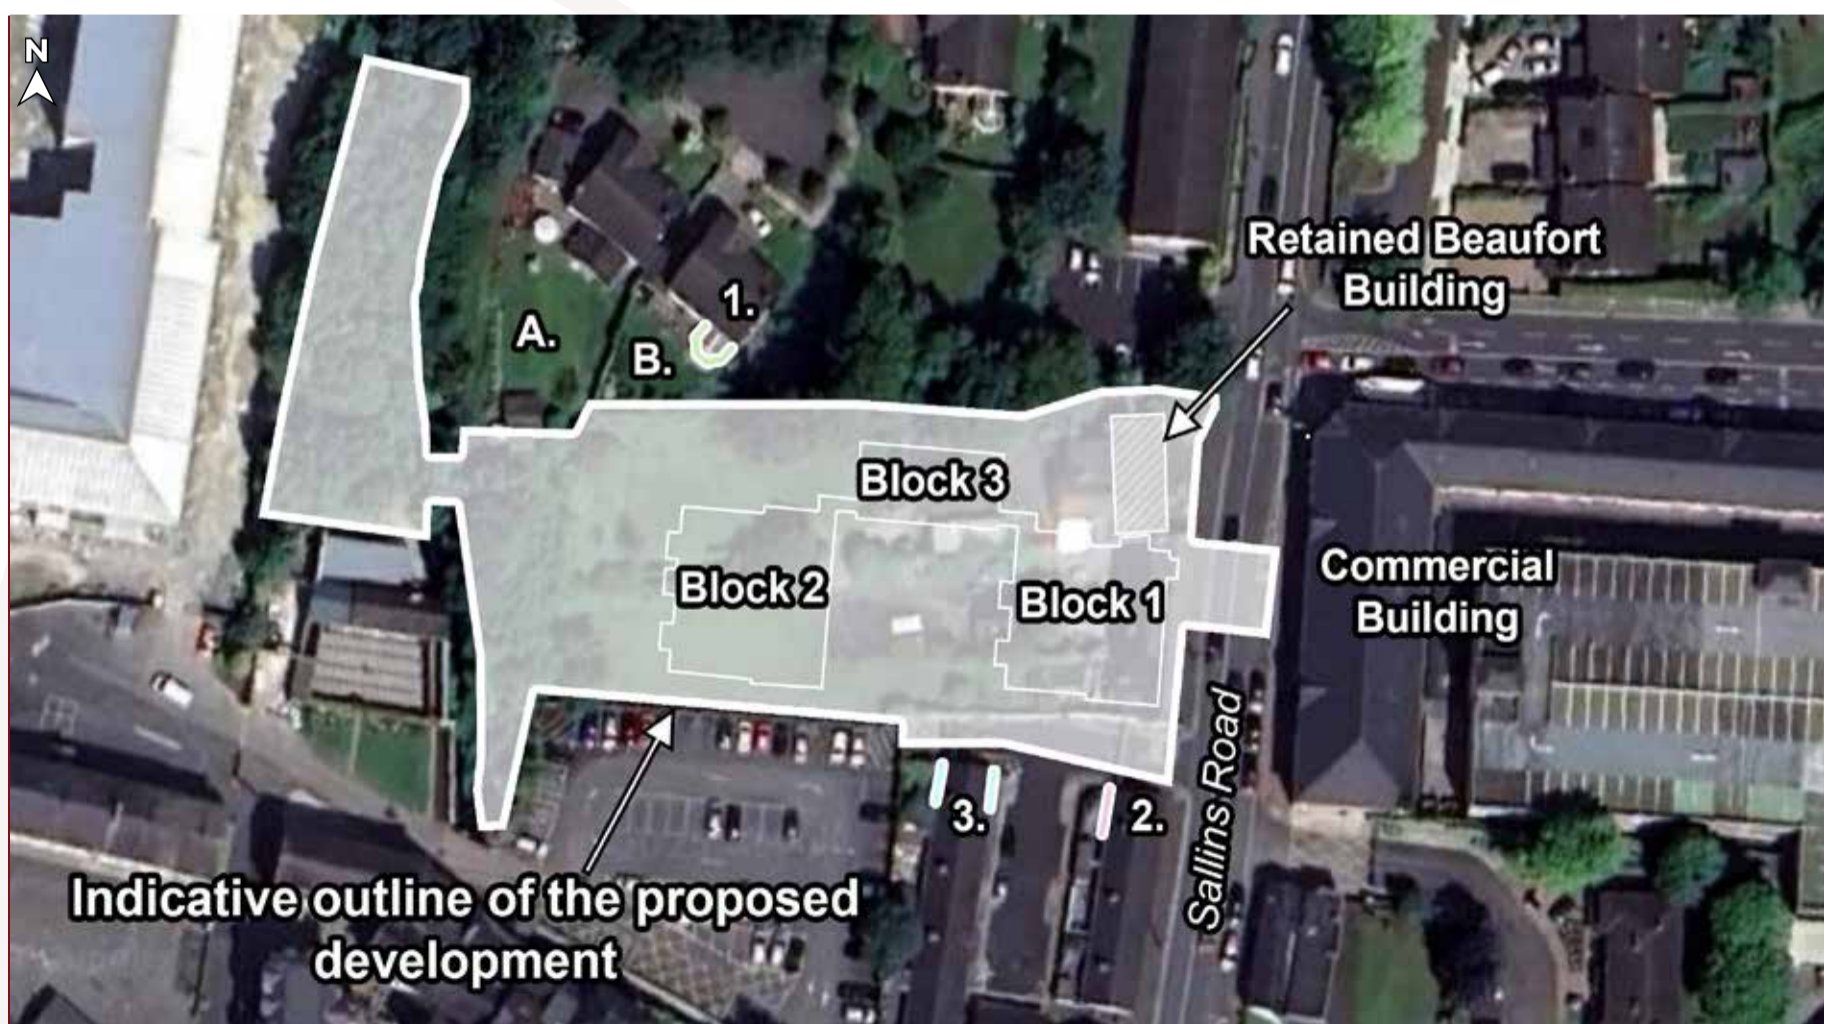 N
Retained Beaufort
Building
1.
A.
B.
Block 3
Commercial
Building
Block 2
Block 1
Sallins Road
3.
2.
Indicative outline of the proposed
development